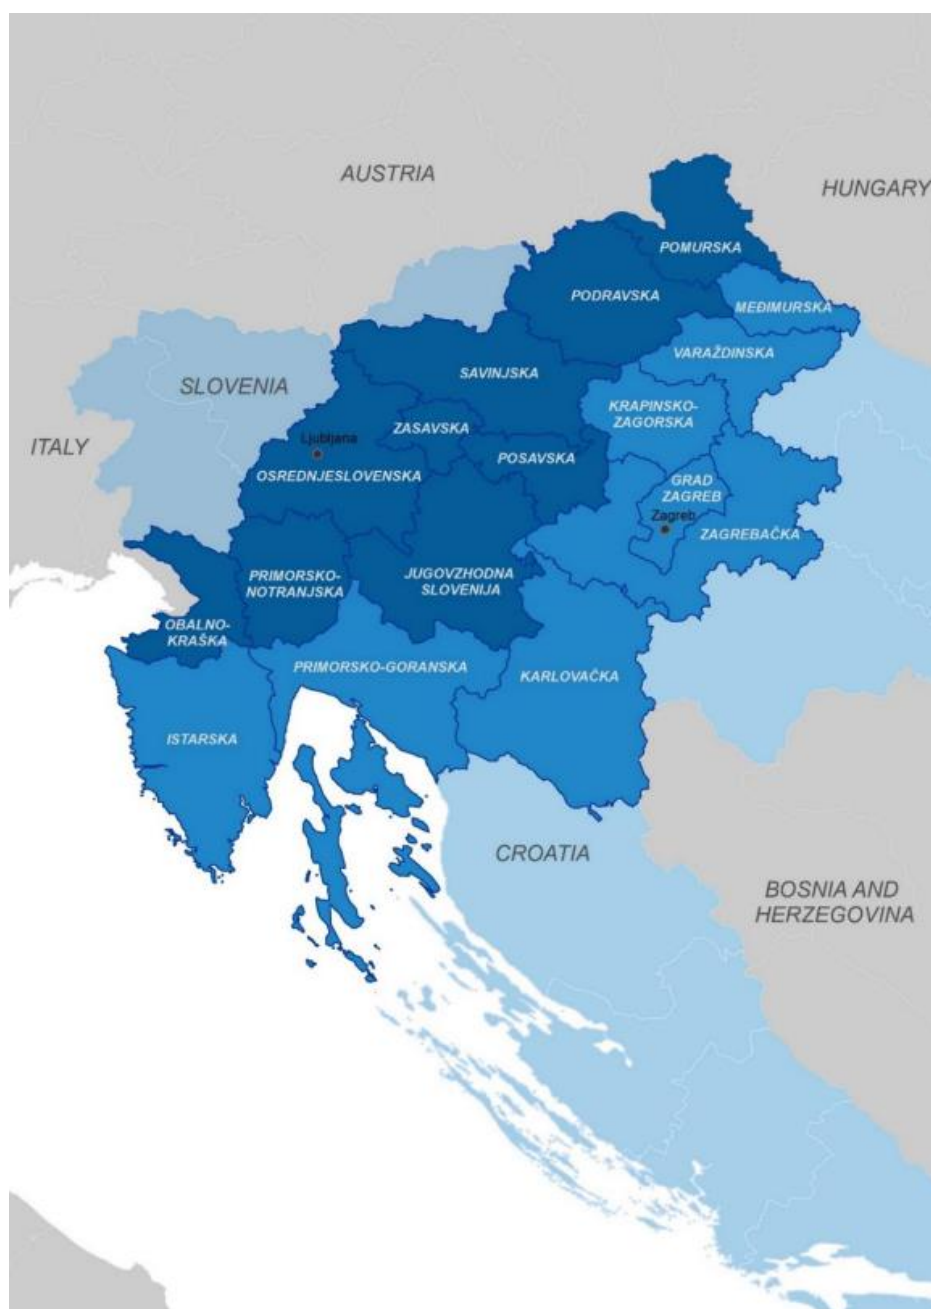 AUSTRIA
HUNGARY
POMURSKA
PODRAVSKA
MEĐIMURSKA
VARAŽDINSKA
SAVINJSKA
SLOVENIA
KRAPINSKO-
ZAGORSKA
ZASAVSKA
Ljubljana
ITALY
POSAVSKA
OSREDNJESLOVENSKA
GRAD
ZAGREB
Zagreb
ZAGREBAČKA
PRIMORSKO-
NOTRANJSKA
JUGOVZHODNA
SLOVENIJA
OBALNO-
KRAŠKA
PRIMORSKO-GORANSKA
KARLOVAČKA
ISTARSKA
CROATIA
BOSNIA AND
HERZEGOVINA